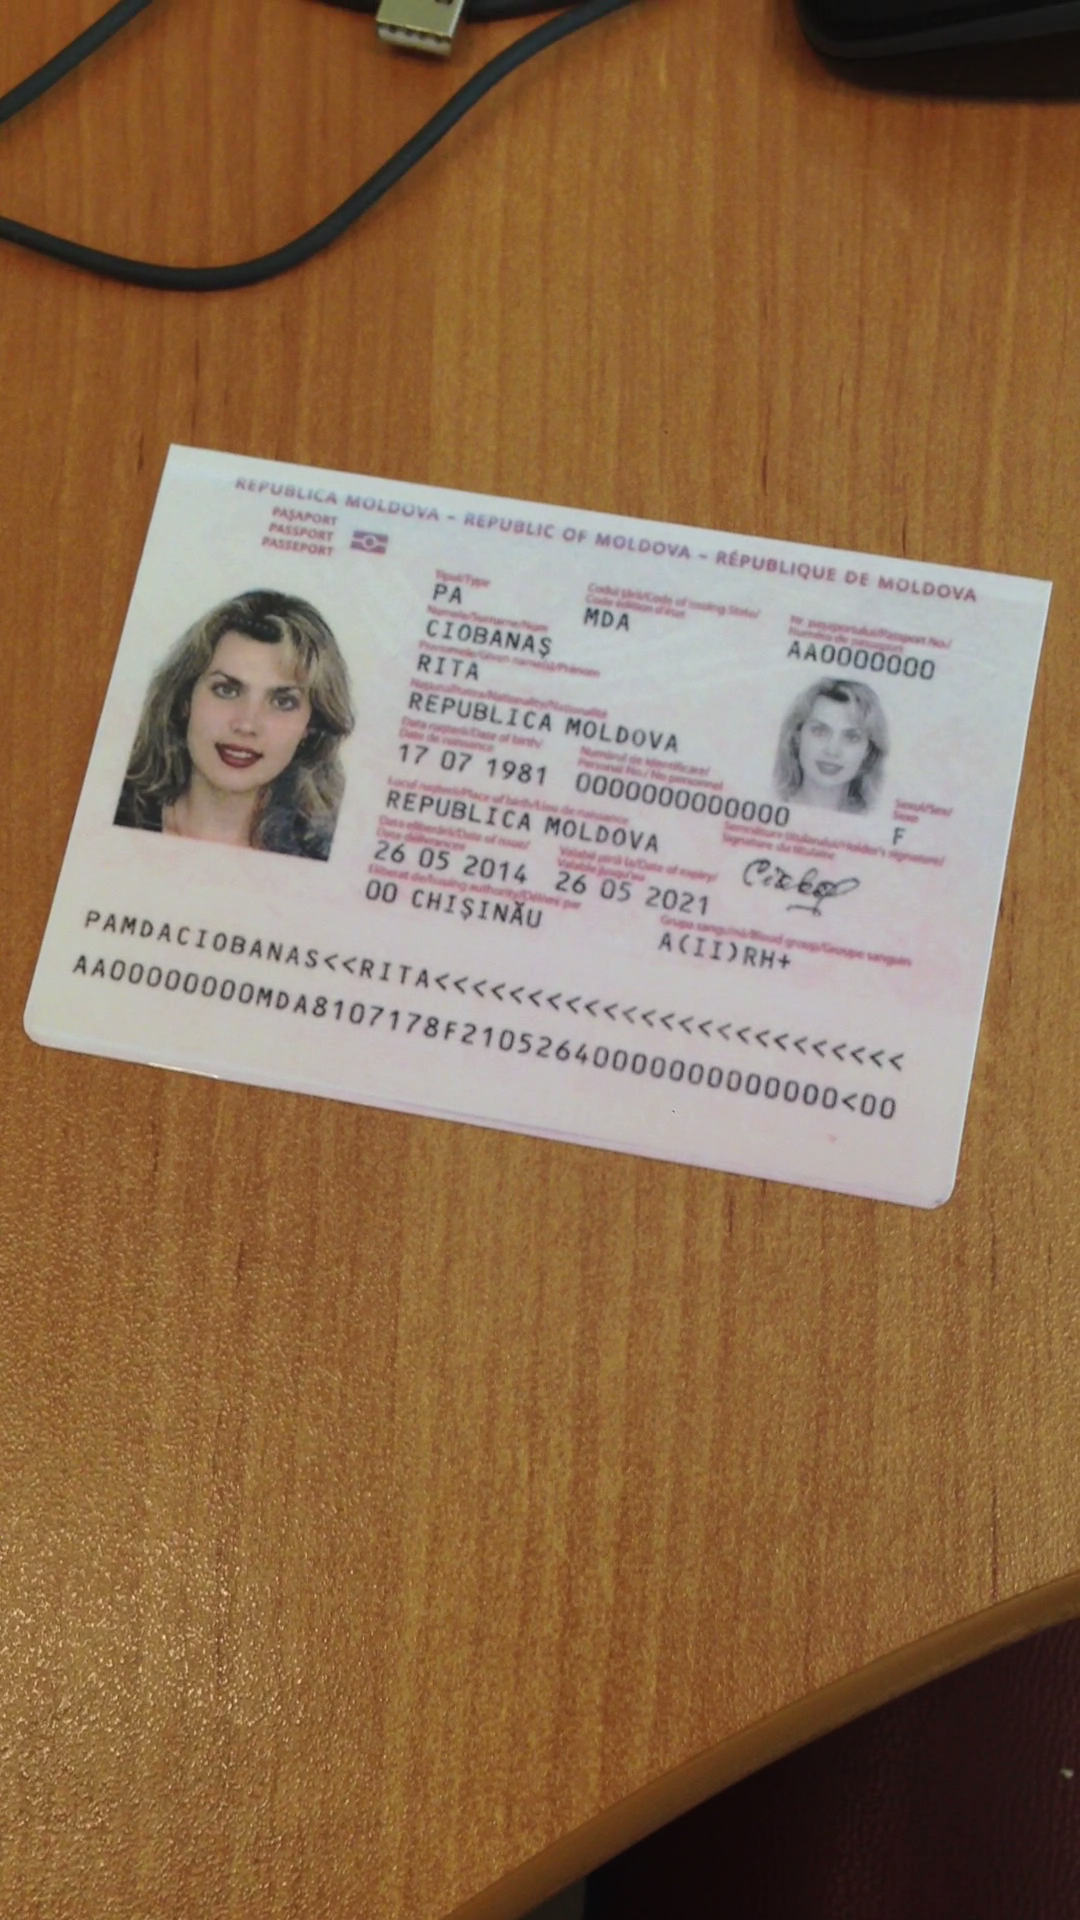 REPUBLICA MOLDOVA – REPUBLIC OF MOLDOVA – RÉPUBLIQUE DE MOLDOVA
PAŞAPORT
PASSPORT
PASSEPORT
Tipul/Type
PA
Codul ţării/Code of issuing State/
Code édition d'état
MDA
Nr. paşaportului/Passport No./
Numéro de passeport
AA0000000
Numele/Surname/Nom
CIOBANAŞ
Prenumele/Given name(s)/Prénom
RITA
Naţionalitatea/Nationality/Nationalité
REPUBLICA MOLDOVA
Data naşterii/Date of birth/
Date de naissance
17 07 1981
Numărul de identificare/
Personal No./ No personnel
0000000000000
Sexul/Sex/
Sexe
F
Locul naşterii/Place of birth/Lieu de naissance
REPUBLICA MOLDOVA
Semnătura titularului/Holder's signature/
Signature du titulaire
Data eliberării/Date of issue/
Date délivrance
26 05 2014
Valabil pînă la/Date of expiry/
Valable jusqu'au
26 05 2021
Eliberat de/Issuing authority/Délivré par
00 CHIŞINĂU
Grupa sanguină/Blood group/Groupe sanguin
A(II)RH+
PAMDACIOBANAS<<RITA<<<<<<<<<<<<<<<<<<<<<<<<<
AA00000000MDA8107178F21052640000000000000<00